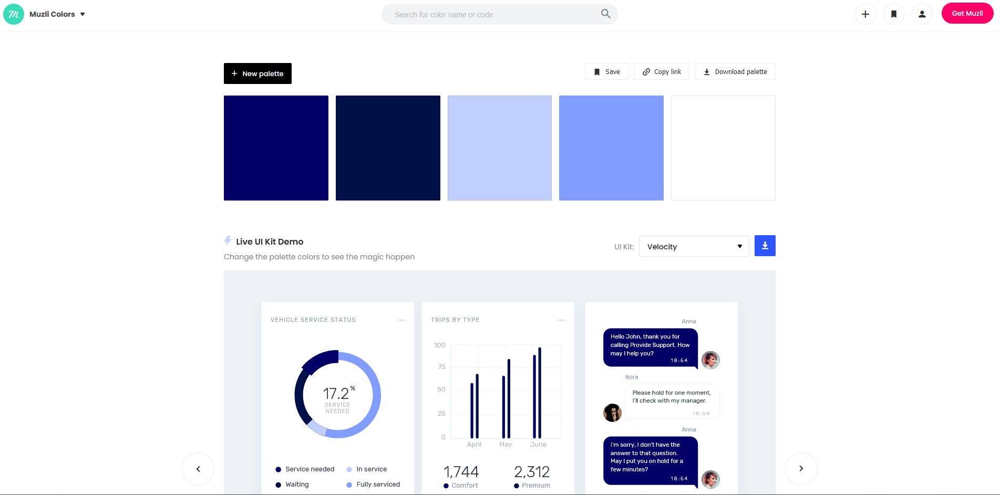 Muzli Colors
Search for color name or code
Get Muzli
New palette
Save
Copy link
Download palette
Live UI Kit Demo
Change the palette colors to see the magic happen
UI Kit:
Velocity
VEHICLE SERVICE STATUS
17.2%
SERVICE
NEEDED
Service needed
In service
Waiting
Fully serviced
TRIPS BY TYPE
100
75
50
25
0
April
May
June
1,744
2,312
Comfort
Premium
Anna
Hello John, thank you for
calling Provide Support. How
may I help you?
18:54
Nora
Please hold for one moment,
I'll check with my manager.
18:54
Anna
I'm sorry, I don't have the
answer to that question.
May I put you on hold for a
few minutes?
18:54